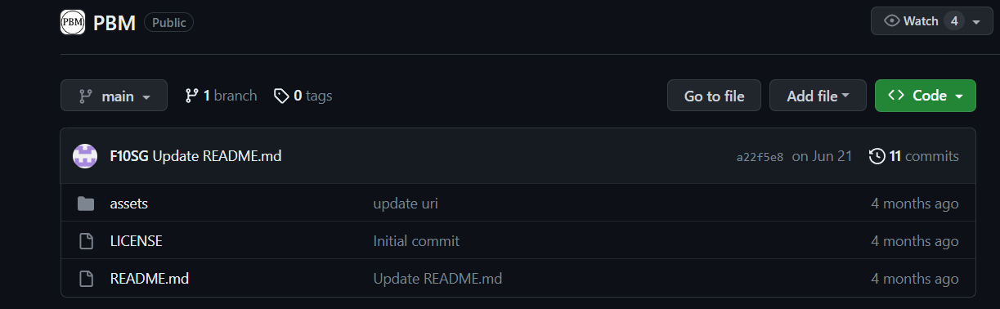 PBM PBM Public Watch 4
main 1 branch 0 tags Go to file Add file Code
F10SG Update README.md a22f5e8 on Jun 21 11 commits
assets update uri 4 months ago
LICENSE Initial commit 4 months ago
README.md Update README.md 4 months ago